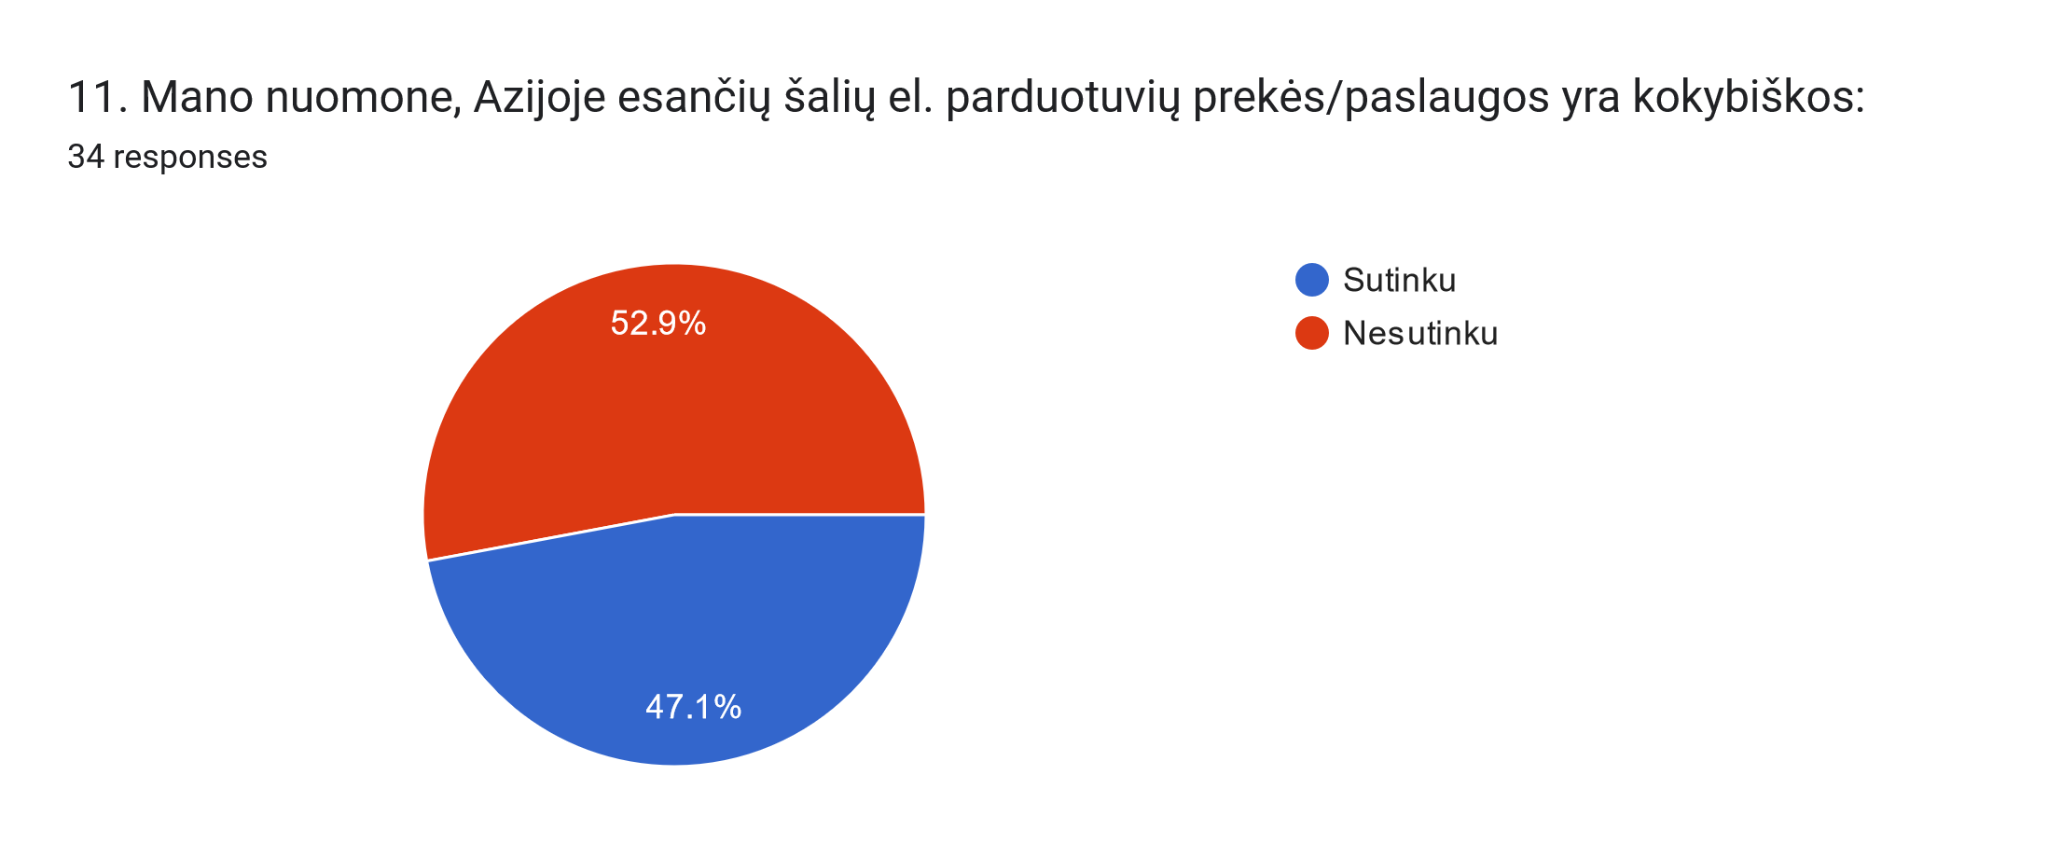 11. Mano nuomone, Azijoje esančių šalių el. parduotuvių prekės/paslaugos yra kokybiškos:
34 responses
Sutinku
Nesutinku
52.9%
47.1%